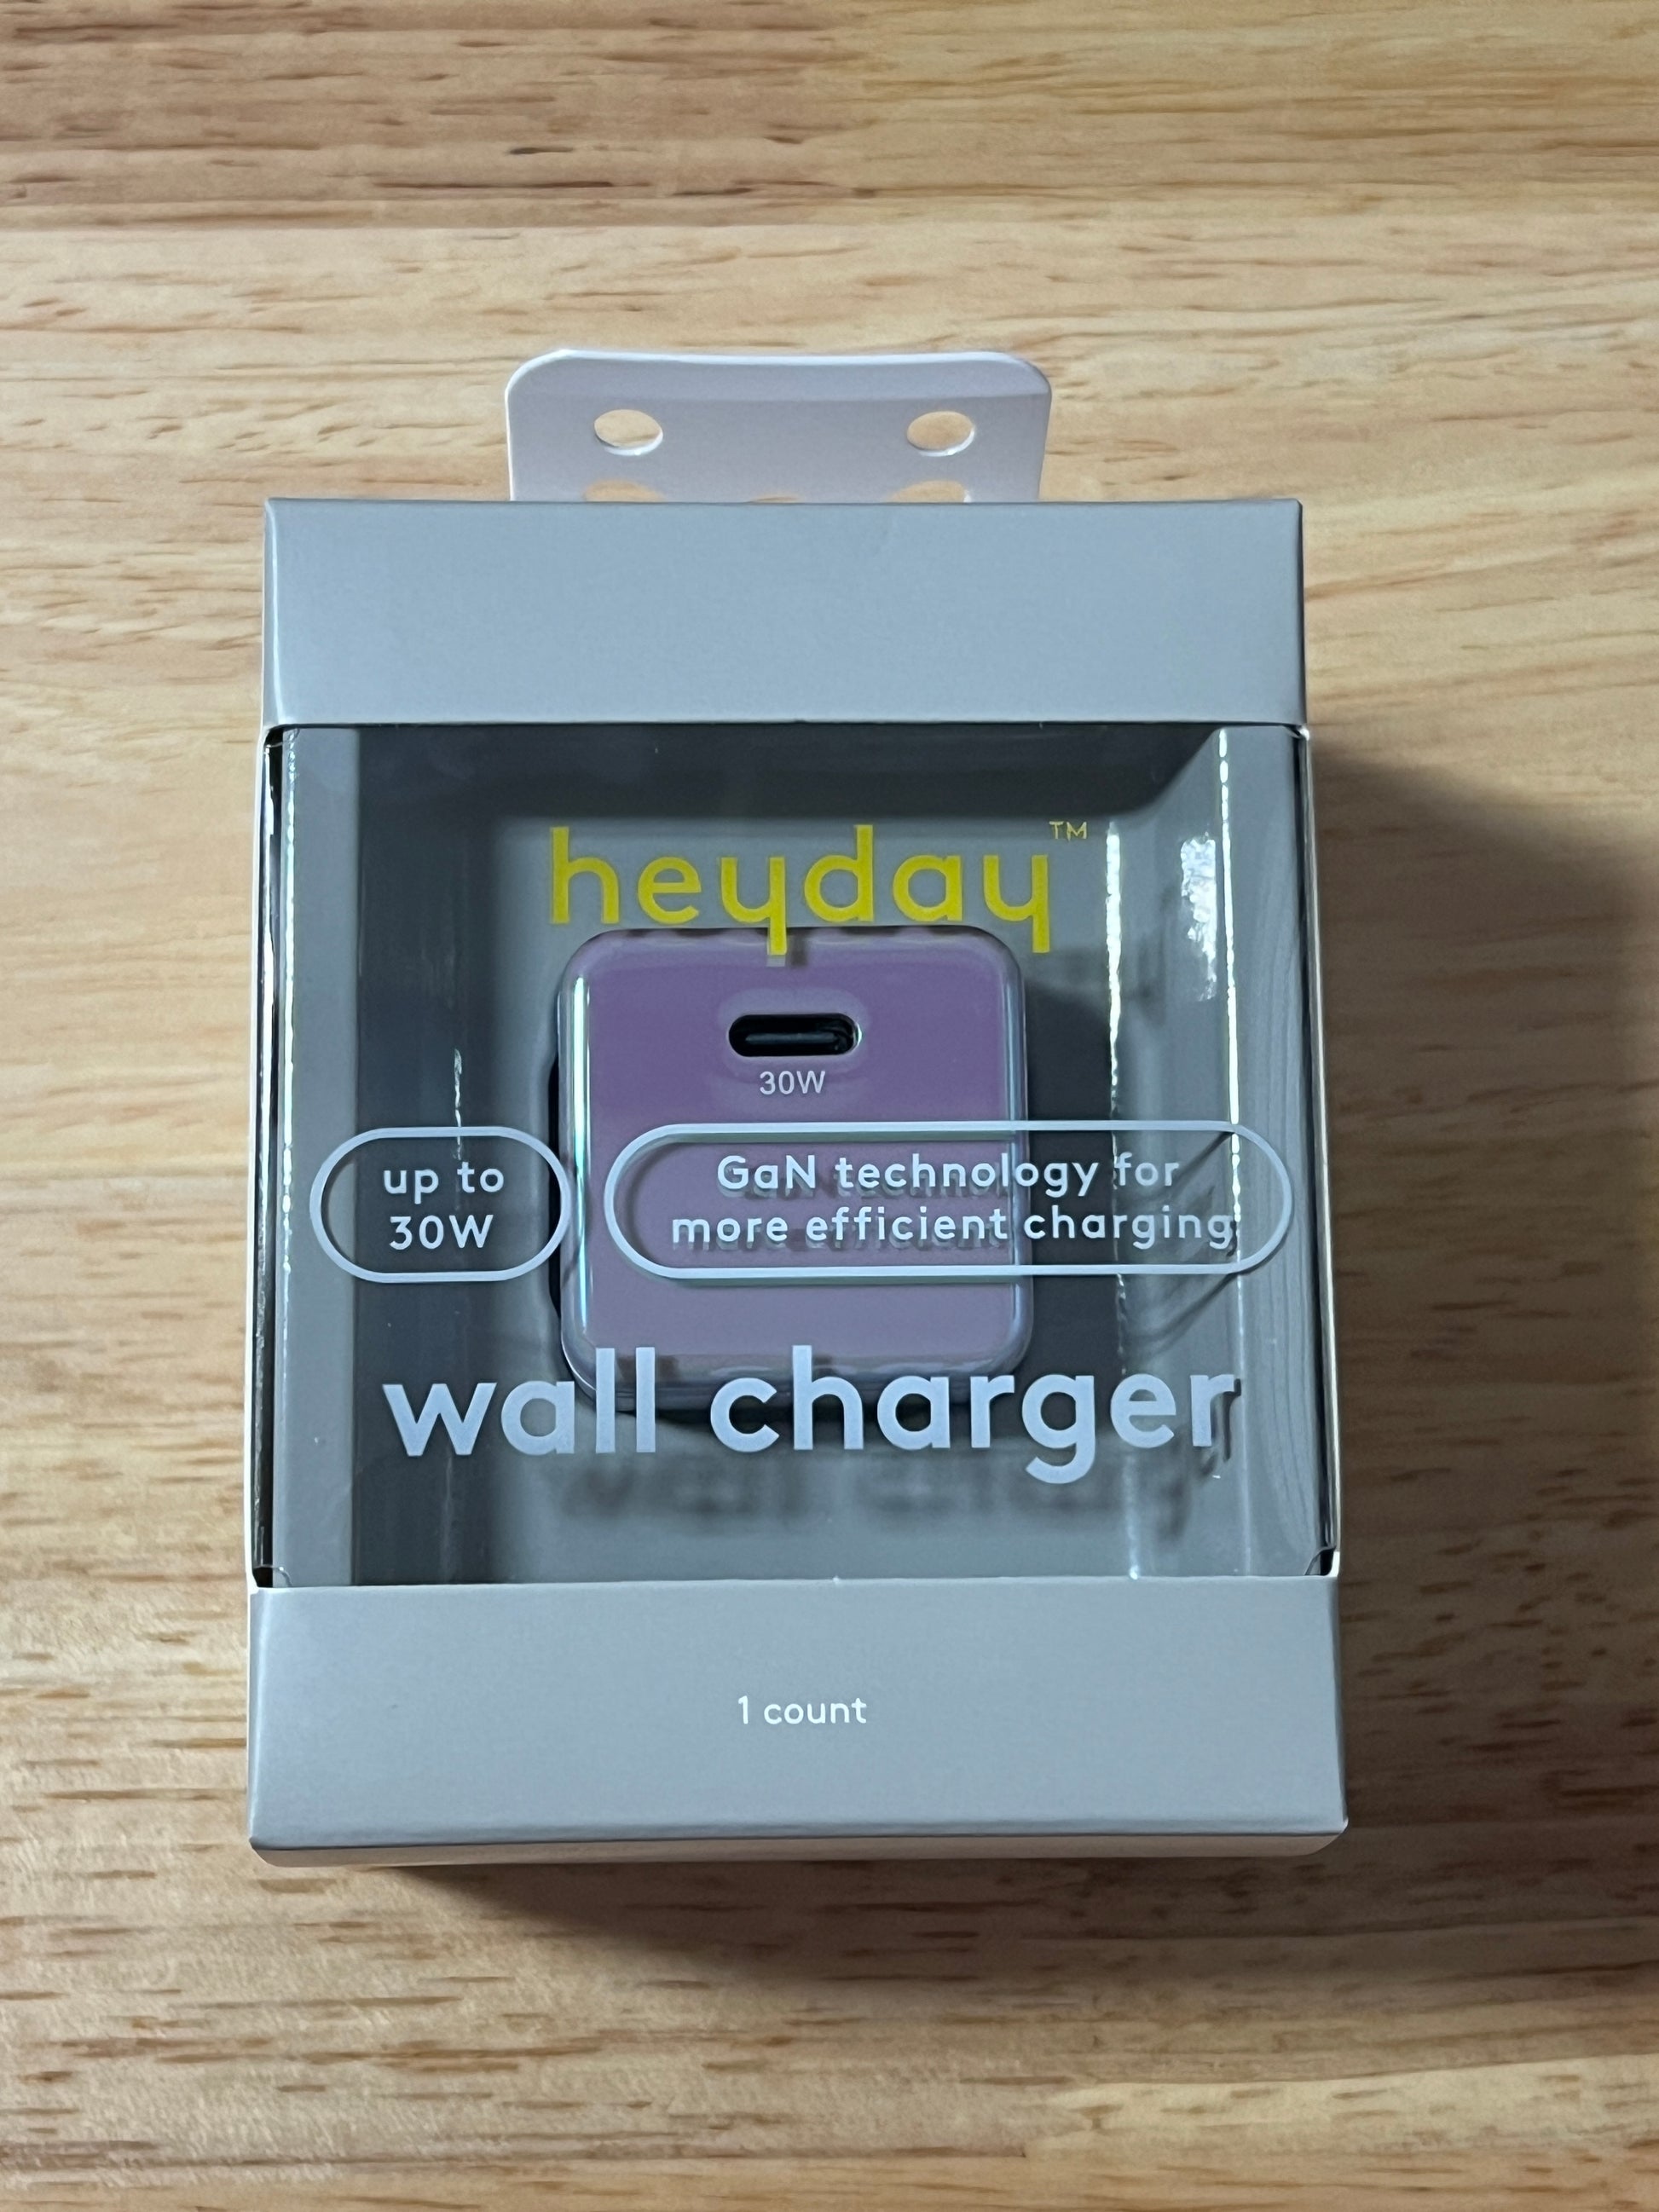 heyday™
30W
up to
30W
GaN technology for
more efficient charging
wall charger
1 count